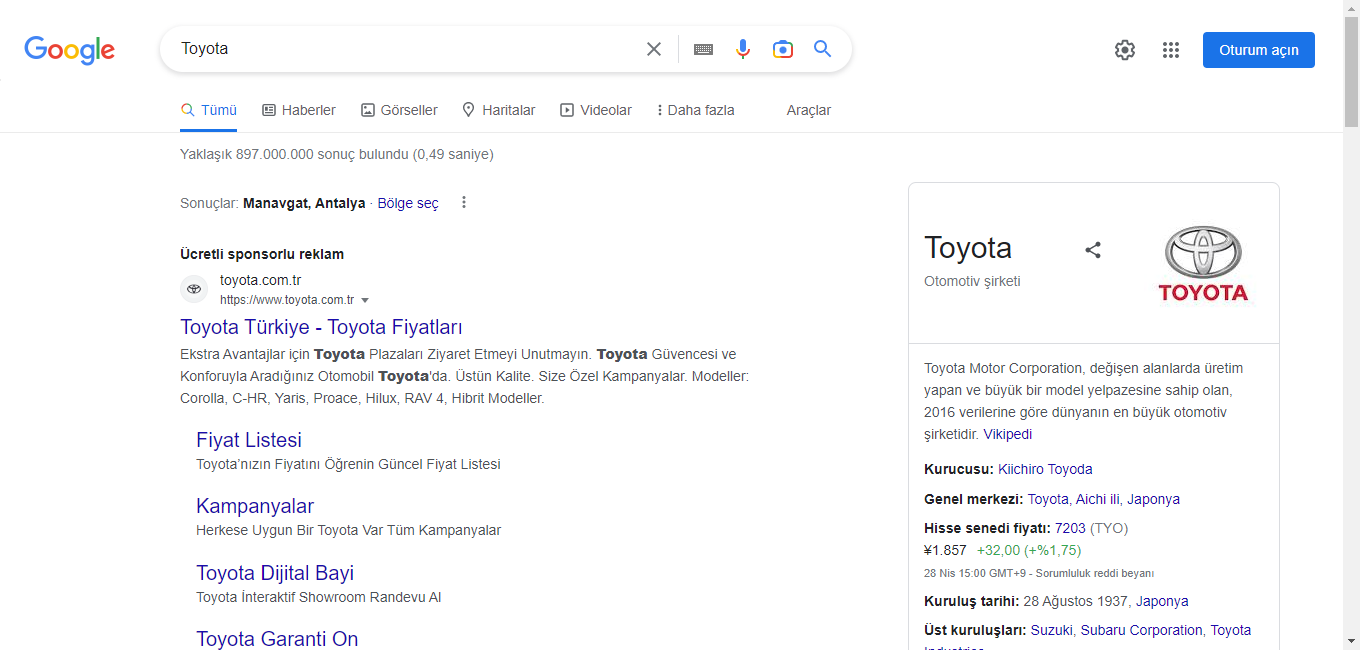 Google
Toyota
Oturum açın
Tümü
Haberler
Görseller
Haritalar
Videolar
Daha fazla
Araçlar
Yaklaşık 897.000.000 sonuç bulundu (0,49 saniye)
Sonuçlar: Manavgat, Antalya · Bölge seç
Ücretli sponsorlu reklam
toyota.com.tr
https://www.toyota.com.tr
Toyota Türkiye - Toyota Fiyatları
Ekstra Avantajlar için Toyota Plazaları Ziyaret Etmeyi Unutmayın. Toyota Güvencesi ve
Konforuyla Aradığınız Otomobil Toyota'da. Üstün Kalite. Size Özel Kampanyalar. Modeller:
Corolla, C-HR, Yaris, Proace, Hilux, RAV 4, Hibrit Modeller.
Fiyat Listesi
Toyota’nızın Fiyatını Öğrenin Güncel Fiyat Listesi
Kampanyalar
Herkese Uygun Bir Toyota Var Tüm Kampanyalar
Toyota Dijital Bayi
Toyota İnteraktif Showroom Randevu Al
Toyota Garanti On
Toyota
Otomotiv şirketi
TOYOTA
Toyota Motor Corporation, değişen alanlarda üretim
yapan ve büyük bir model yelpazesine sahip olan,
2016 verilerine göre dünyanın en büyük otomotiv
şirketidir. Vikipedi
Kurucusu: Kiichiro Toyoda
Genel merkezi: Toyota, Aichi ili, Japonya
Hisse senedi fiyatı: 7203 (TYO)
¥1.857 +32,00 (+%1,75)
28 Nis 15:00 GMT+9 - Sorumluluk reddi beyanı
Kuruluş tarihi: 28 Ağustos 1937, Japonya
Üst kuruluşları: Suzuki, Subaru Corporation, Toyota